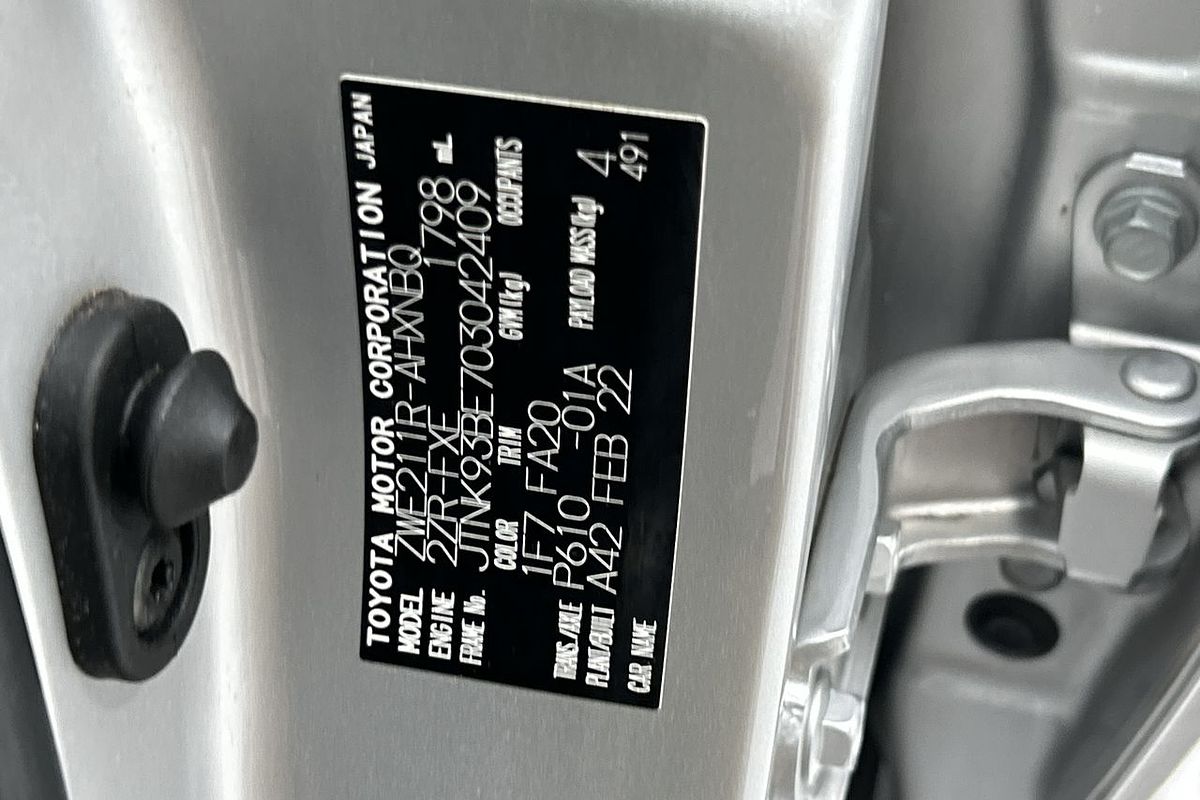 TOYOTA MOTOR CORPORATION JAPAN
MODEL ZWE211R-AHXNBQ
ENGINE 2ZR-FXE 1798 mL
FRAME No. JTNK93BE703042409
COLOR TRIM GVM(kg) OCCUPANTS
1F7 FA20 4
TRANS./AXLE P610 -01A PAYLOAD MASS(kg) 491
PLANT/BUILT A42 FEB 22
CAR NAME